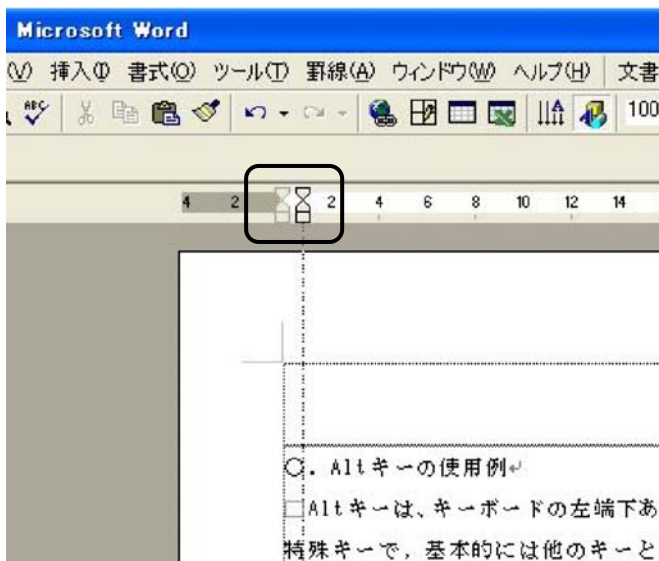 Microsoft Word
(V) 挿入(I) 書式(O) ツール(T) 罫線(A) ウィンドウ(W) ヘルプ(H) 文書
ABC 100
4 2 2 4 6 8 10 12 14
○. Altキーの使用例↵
□Altキーは、キーボードの左端下あ
特殊キーで, 基本的には他のキーと